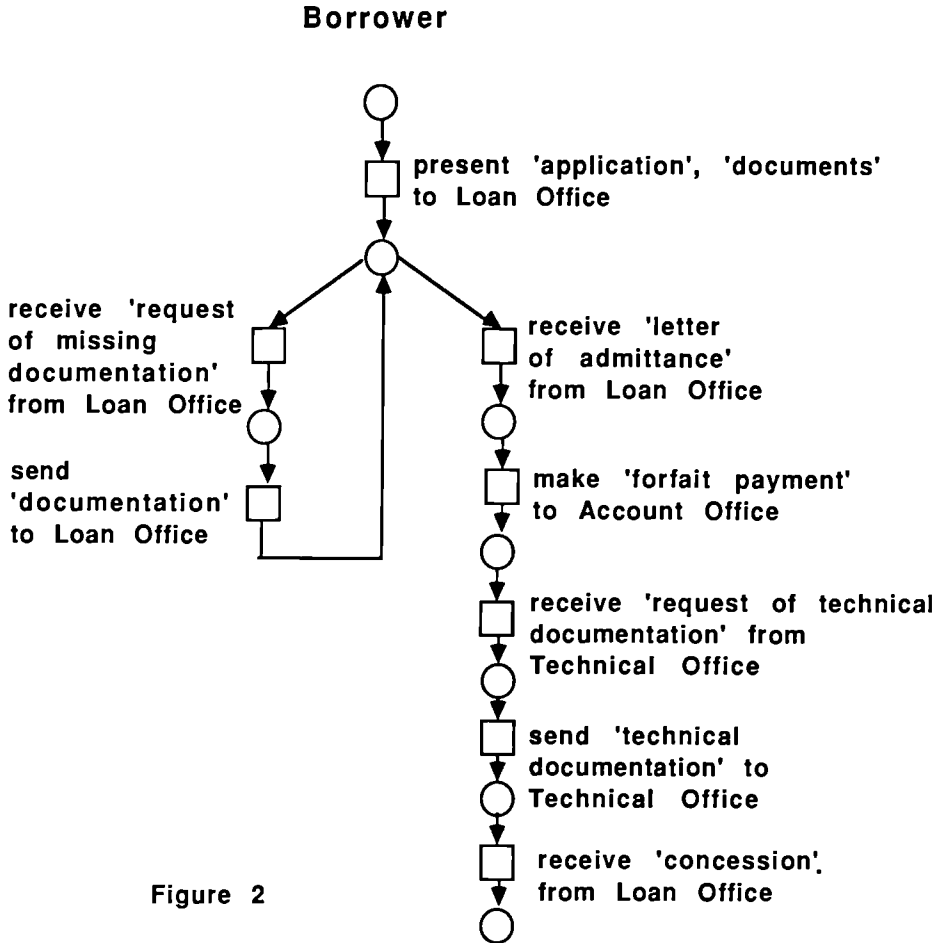 Borrower
present 'application', 'documents'
to Loan Office
receive 'request
of missing
documentation'
from Loan Office
send
'documentation'
to Loan Office
receive 'letter
of admittance'
from Loan Office
make 'forfait payment'
to Account Office
receive 'request of technical
documentation' from
Technical Office
send 'technical
documentation' to
Technical Office
receive 'concession'.
from Loan Office
Figure 2